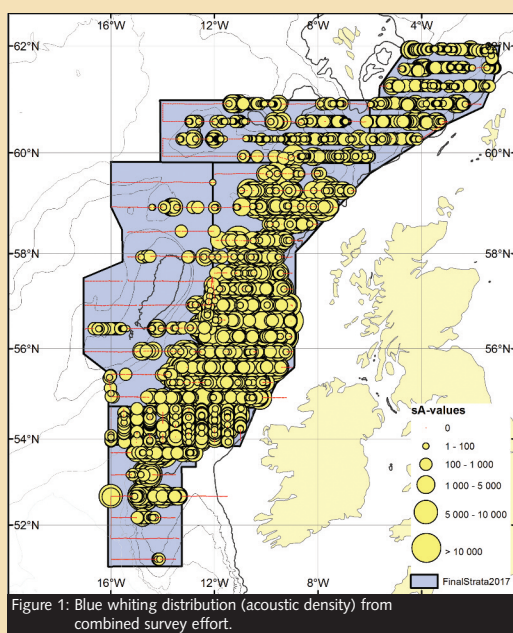 16°W 12°W 8°W 4°W
62°N 62°N
60°N 60°N
58°N 58°N
56°N 56°N
54°N 54°N
52°N 52°N
sA-values
0
1 - 100
100 - 1 000
1 000 - 5 000
5 000 - 10 000
> 10 000
FinalStrata2017
16°W 12°W 8°W 4°W
Figure 1: Blue whiting distribution (acoustic density) from
combined survey effort.